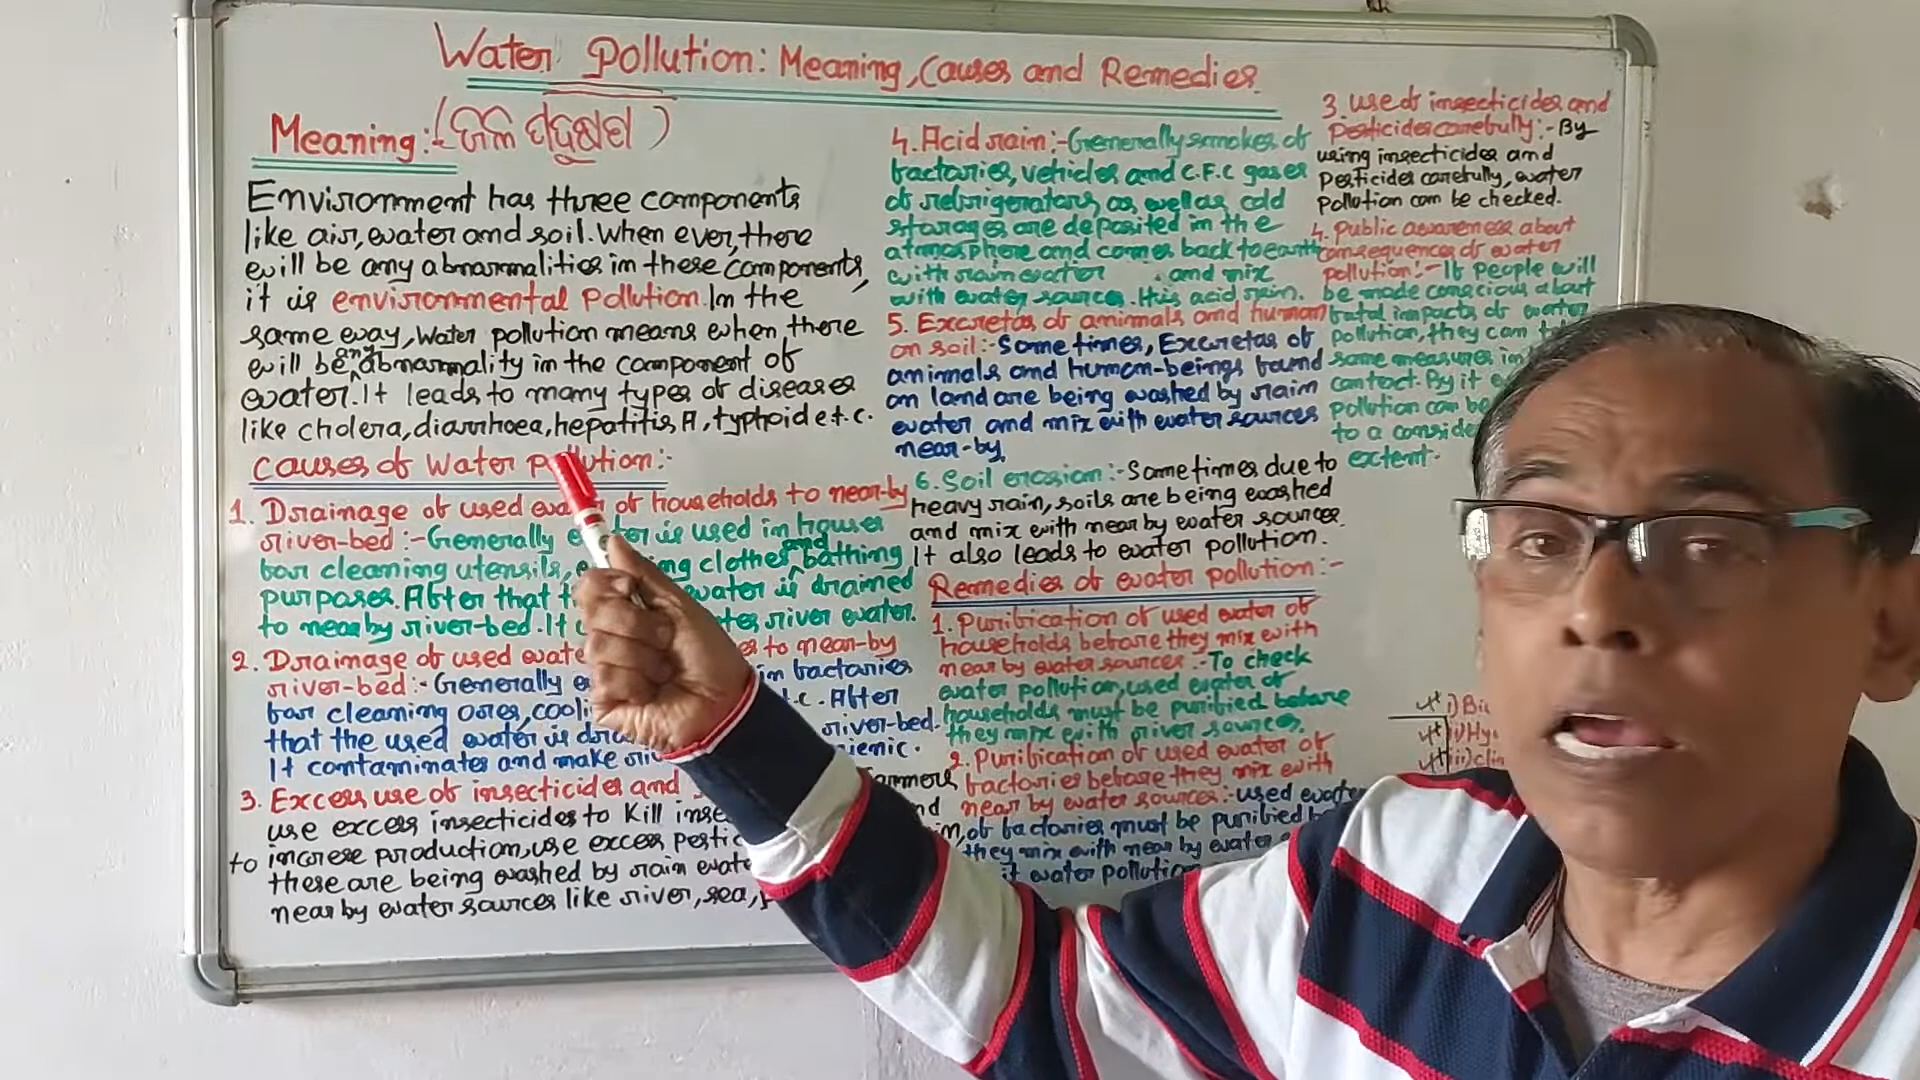 Water Pollution: Meaning, Causes and Remedies
Meaning:-(ଜଳ ପ୍ରଦୂଷଣ)
Environment has three components
like air, water and soil. When ever, there
will be any abnormalities in these components,
it is environmental Pollution. In the
same way, Water pollution means when there
will be any abnormality in the component of
water. It leads to many types of diseases
like cholera, diarrhoea, hepatitis A, typhoid e.t.c.
Causes of Water pollution:-
1. Drainage of used of households to near-by
river-bed:- Generally is used in houses
for cleaning utensils, clothes and bathing
purposes. After that water is drained
to nearby river-bed. It river water.
2. Drainage of used to near-by
river-bed:- Generally in factories
for cleaning ores, After
that the used water is river-bed.
It contaminates and make
3. Excess use of insecticides and farmers
use excess insecticides to kill
to increse production, use excess
these are being washed by rain
near by water sources like river, sea,
4. Acid rain:- Generally smokes of
factories, vehicles and C.F.C gases
of refrigerators as well as cold
storages are deposited in the
atmosphere and comes back to earth
with rain water and mix
with water sources. It is acid rain.
5. Excretas of animals and human
on soil:- Sometimes, Excretas of
animals and human-beings found
on land are being washed by rain
water and mix with water sources
near-by.
6. Soil erosion:- Sometimes due to
heavy rain, soils are being washed
and mix with near by water sources.
It also leads to water pollution.
Remedies of water pollution:-
1. Purification of used water of
households before they mix with
near by water sources:- To check
water pollution, used water of
households must be purified before
they mix with river sources.
2. Purification of used water of
factories before they mix with
near by water sources:- used water
of factories must be purified
they mix with near by water
it water pollution
3. use of insecticides and
Pesticides carefully:- By
using insecticides and
Pesticides carefully, water
pollution can be checked.
4. Public awareness about
consequences of water
pollution:- If people will
be made conscious about
fatal impacts of water
pollution, they can
some measures in
contact. By it
pollution can be
to a
extent.